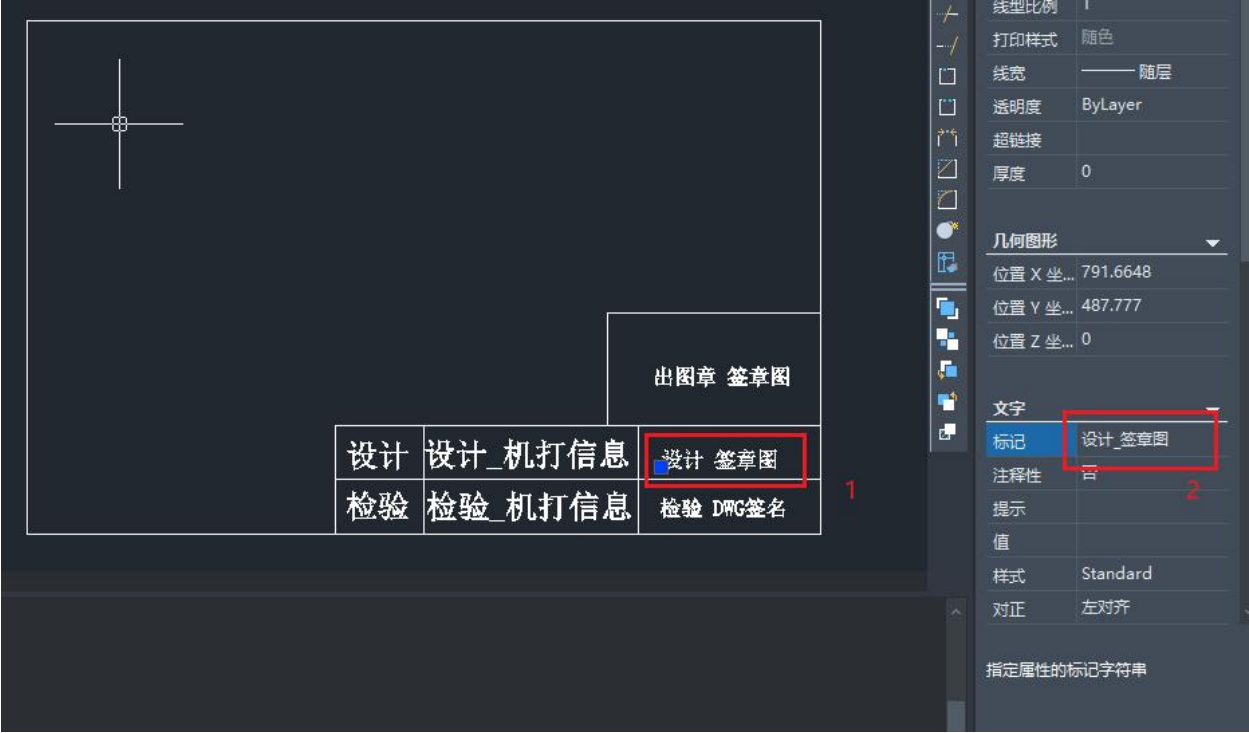 出图章 签章图
设计 设计_机打信息 设计 签章图
检验 检验_机打信息 检验 DWG签名
1
线型比例 1
打印样式 随色
线宽 随层
透明度 ByLayer
超链接
厚度 0
几何图形
位置 X 坐... 791.6648
位置 Y 坐... 487.777
位置 Z 坐... 0
文字
标记 设计_签章图
注释性 否
2
提示
值
样式 Standard
对正 左对齐
指定属性的标记字符串